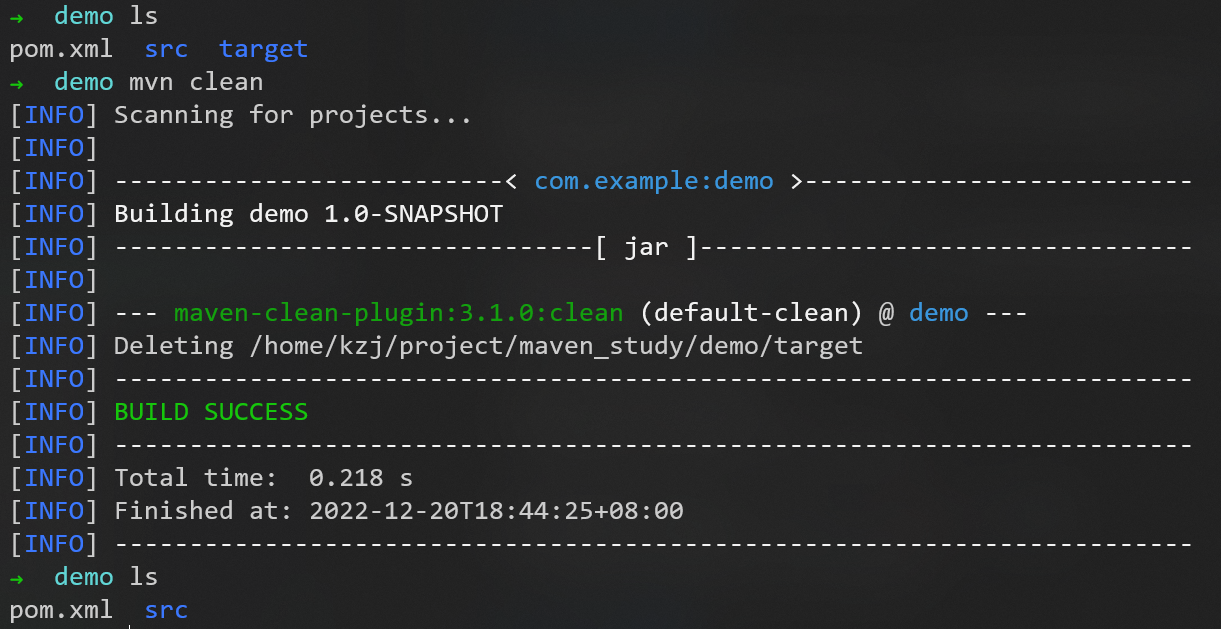 → demo ls
pom.xml src target
→ demo mvn clean
[INFO] Scanning for projects...
[INFO]
[INFO] --------------------------< com.example:demo >--------------------------
[INFO] Building demo 1.0-SNAPSHOT
[INFO] --------------------------------[ jar ]---------------------------------
[INFO]
[INFO] --- maven-clean-plugin:3.1.0:clean (default-clean) @ demo ---
[INFO] Deleting /home/kzj/project/maven_study/demo/target
[INFO] ------------------------------------------------------------------------
[INFO] BUILD SUCCESS
[INFO] ------------------------------------------------------------------------
[INFO] Total time:  0.218 s
[INFO] Finished at: 2022-12-20T18:44:25+08:00
[INFO] ------------------------------------------------------------------------
→ demo ls
pom.xml src